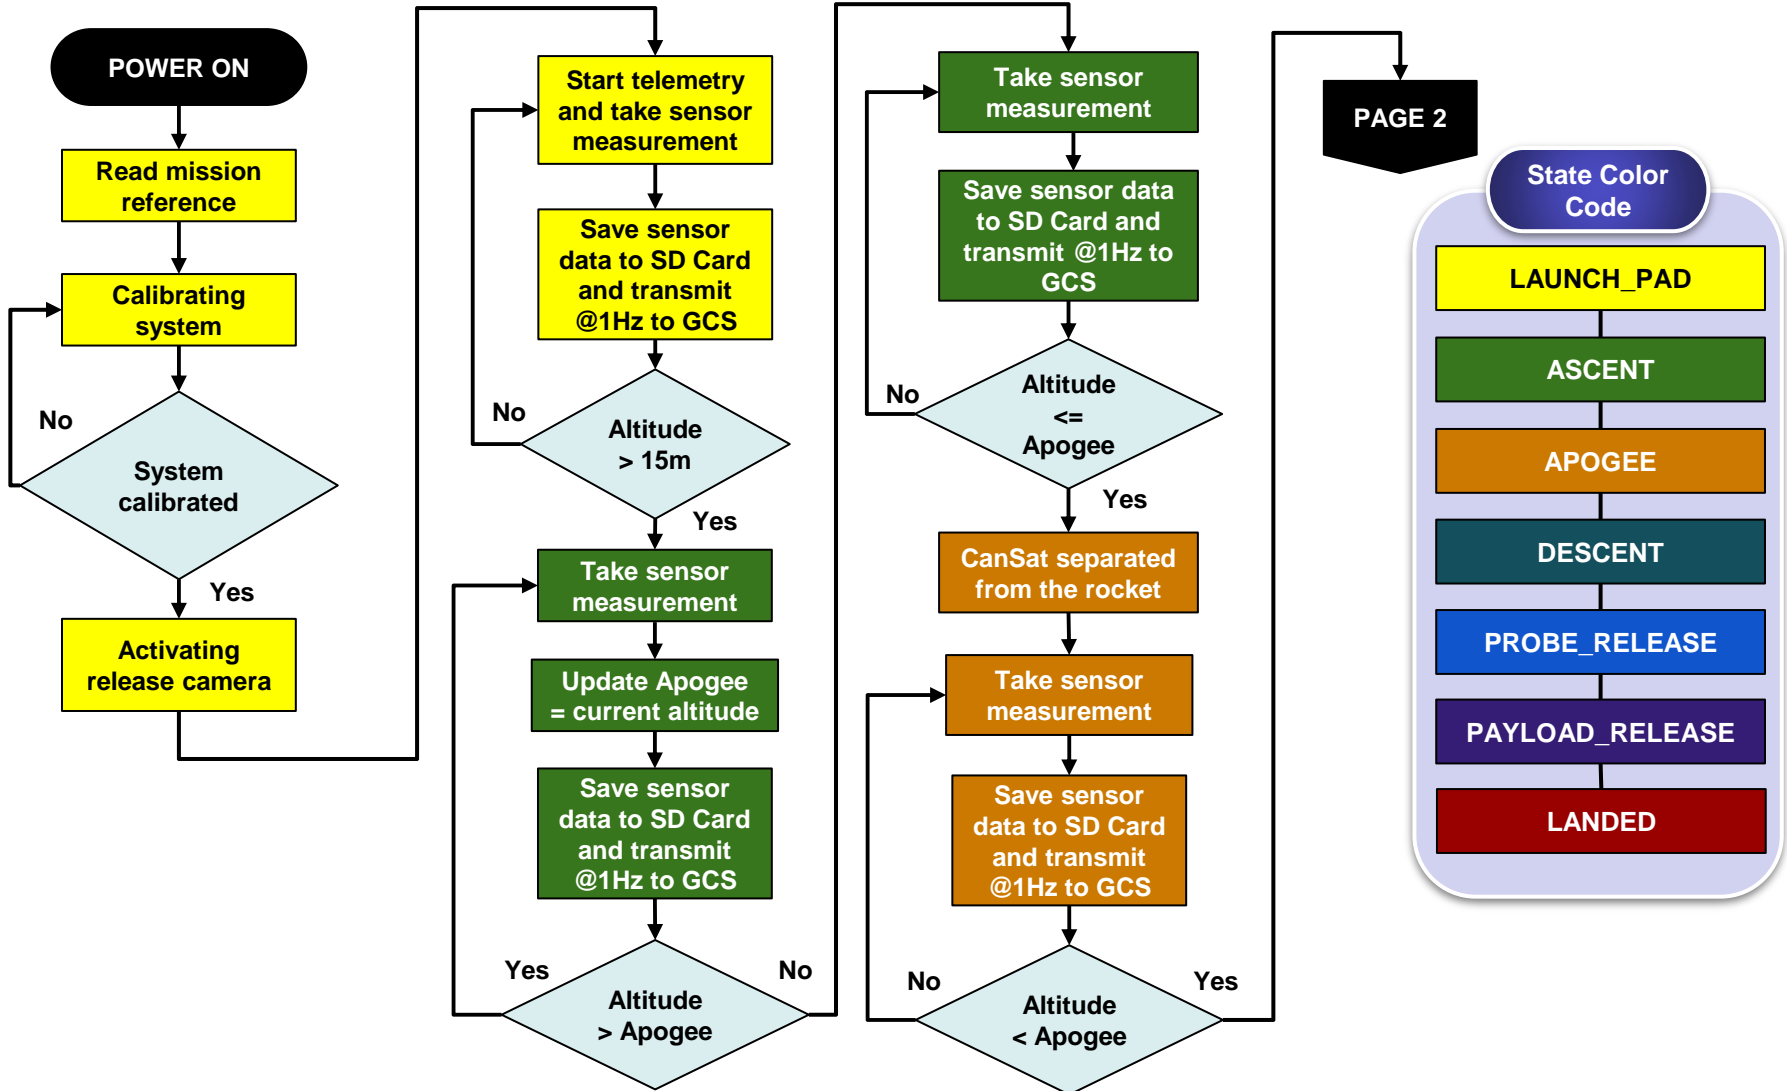 POWER ON
Read mission
reference
Calibrating
system
No
System
calibrated
Yes
Activating
release camera
Start telemetry
and take sensor
measurement
Save sensor
data to SD Card
and transmit
@1Hz to GCS
No
Altitude
> 15m
Yes
Take sensor
measurement
Update Apogee
= current altitude
Save sensor
data to SD Card
and transmit
@1Hz to GCS
Yes
No
Altitude
> Apogee
Take sensor
measurement
Save sensor data
to SD Card and
transmit @1Hz to
GCS
No
Altitude
<=
Apogee
Yes
CanSat separated
from the rocket
Take sensor
measurement
Save sensor
data to SD Card
and transmit
@1Hz to GCS
No
Yes
Altitude
< Apogee
PAGE 2
State Color
Code
LAUNCH_PAD
ASCENT
APOGEE
DESCENT
PROBE_RELEASE
PAYLOAD_RELEASE
LANDED